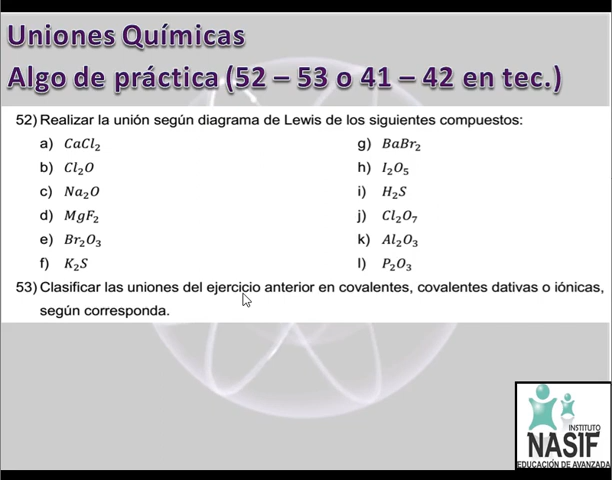 Uniones Químicas
Algo de práctica (52 – 53 o 41 – 42 en tec.)
52) Realizar la unión según diagrama de Lewis de los siguientes compuestos:
a) CaCl₂
b) Cl₂O
c) Na₂O
d) MgF₂
e) Br₂O₃
f) K₂S
g) BaBr₂
h) I₂O₅
i) H₂S
j) Cl₂O₇
k) Al₂O₃
l) P₂O₃
53) Clasificar las uniones del ejercicio anterior en covalentes, covalentes dativas o iónicas,
según corresponda.
INSTITUTO
NASIF
EDUCACIÓN DE AVANZADA